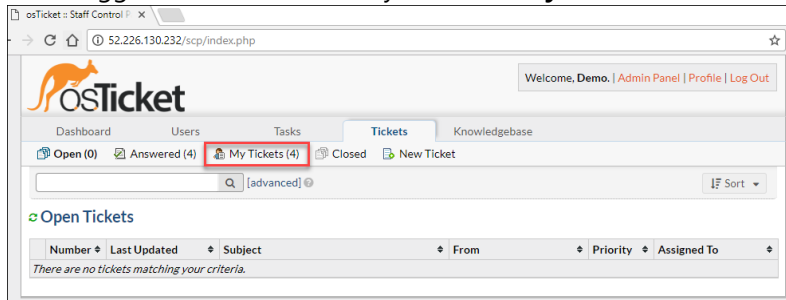 osTicket :: Staff Control P
52.226.130.232/scp/index.php
osTicket
Welcome, Demo. | Admin Panel | Profile | Log Out
Dashboard Users Tasks Tickets Knowledgebase
Open (0) Answered (4) My Tickets (4) Closed New Ticket
[advanced]
Sort
Open Tickets
Number Last Updated Subject From Priority Assigned To
There are no tickets matching your criteria.